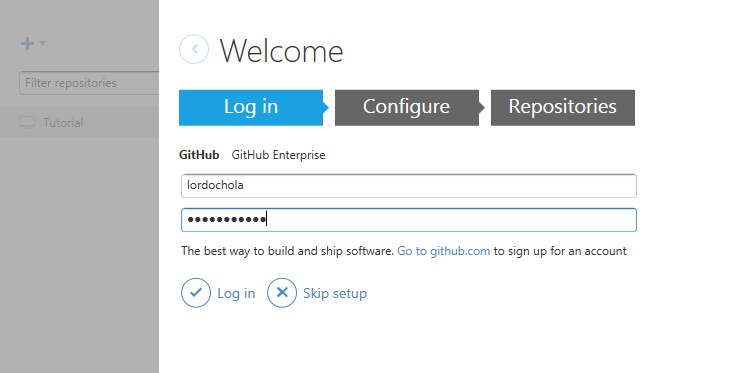 Welcome
Filter repositories
Tutorial
Log in Configure Repositories
GitHub GitHub Enterprise
lordochola
●●●●●●●●●●●
The best way to build and ship software. Go to github.com to sign up for an account
Log in Skip setup